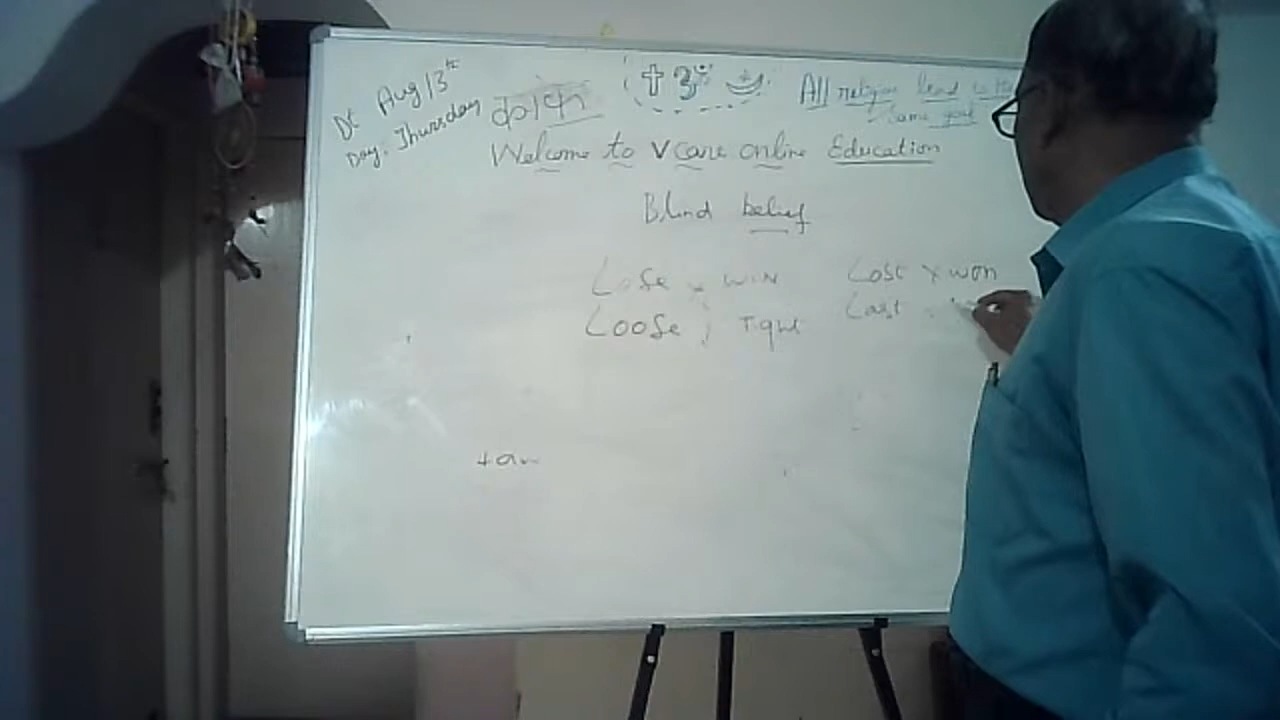 Dt Aug 13th
Day. Thursday
All religion lead to the
same goal
Welcome to Vcare online Education
Blind belief
Lose x win
Loose
Lost x won
Last